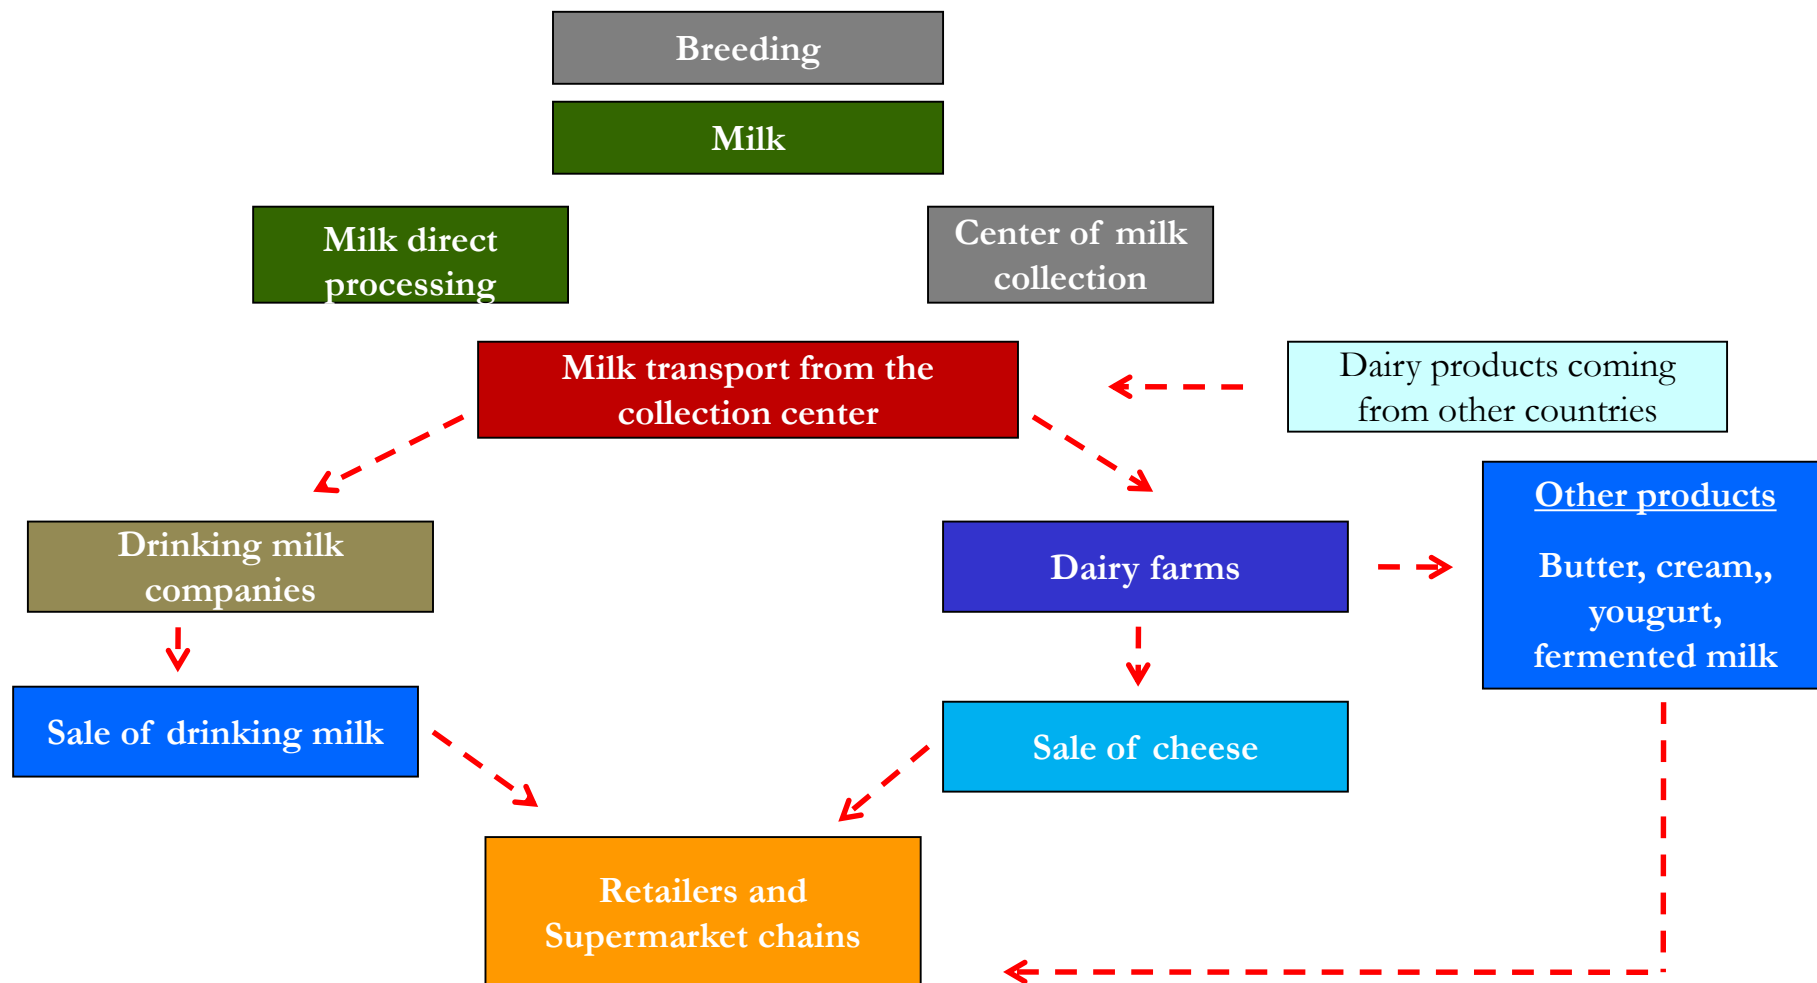 Breeding
Milk
Milk direct
processing
Center of milk
collection
Milk transport from the
collection center
Dairy products coming
from other countries
Other products
Butter, cream,,
yougurt,
fermented milk
Drinking milk
companies
Dairy farms
Sale of drinking milk
Sale of cheese
Retailers and
Supermarket chains